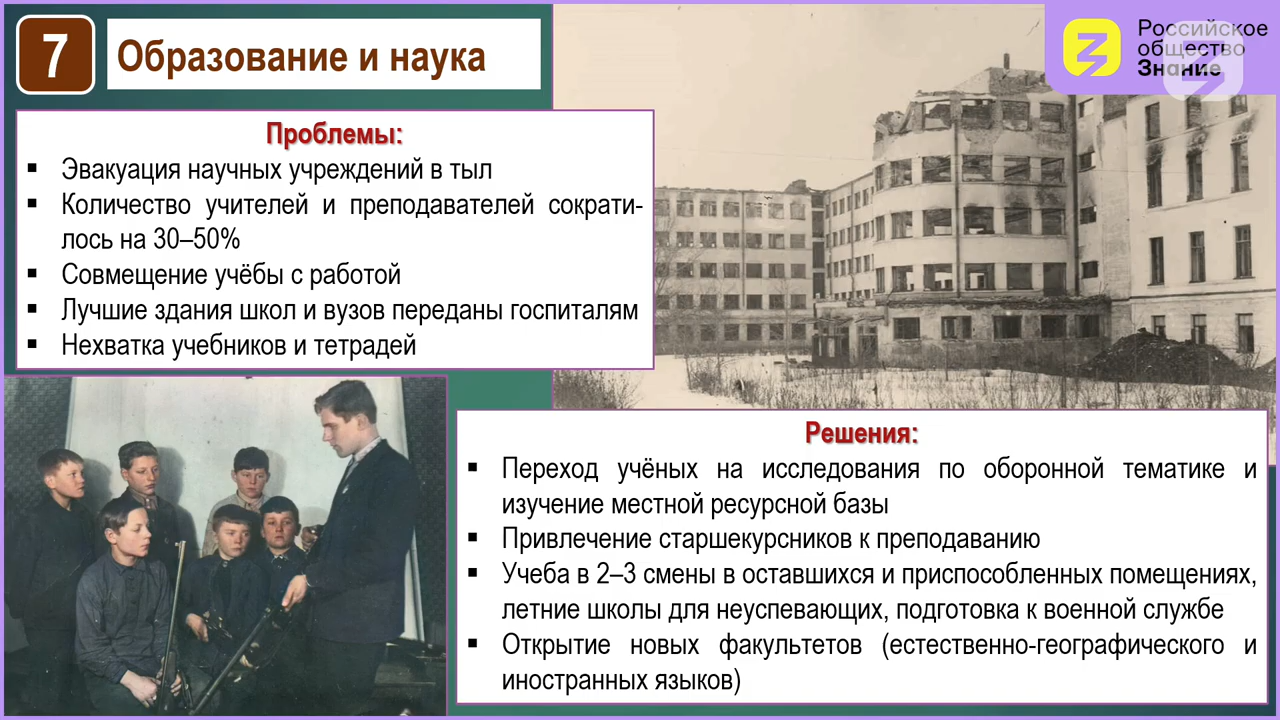 7
Образование и наука
Российское
общество
Знание
Проблемы:
▪ Эвакуация научных учреждений в тыл
▪ Количество учителей и преподавателей сократи-
лось на 30–50%
▪ Совмещение учёбы с работой
▪ Лучшие здания школ и вузов переданы госпиталям
▪ Нехватка учебников и тетрадей
Решения:
▪ Переход учёных на исследования по оборонной тематике и
изучение местной ресурсной базы
▪ Привлечение старшекурсников к преподаванию
▪ Учеба в 2–3 смены в оставшихся и приспособленных помещениях,
летние школы для неуспевающих, подготовка к военной службе
▪ Открытие новых факультетов (естественно-географического и
иностранных языков)